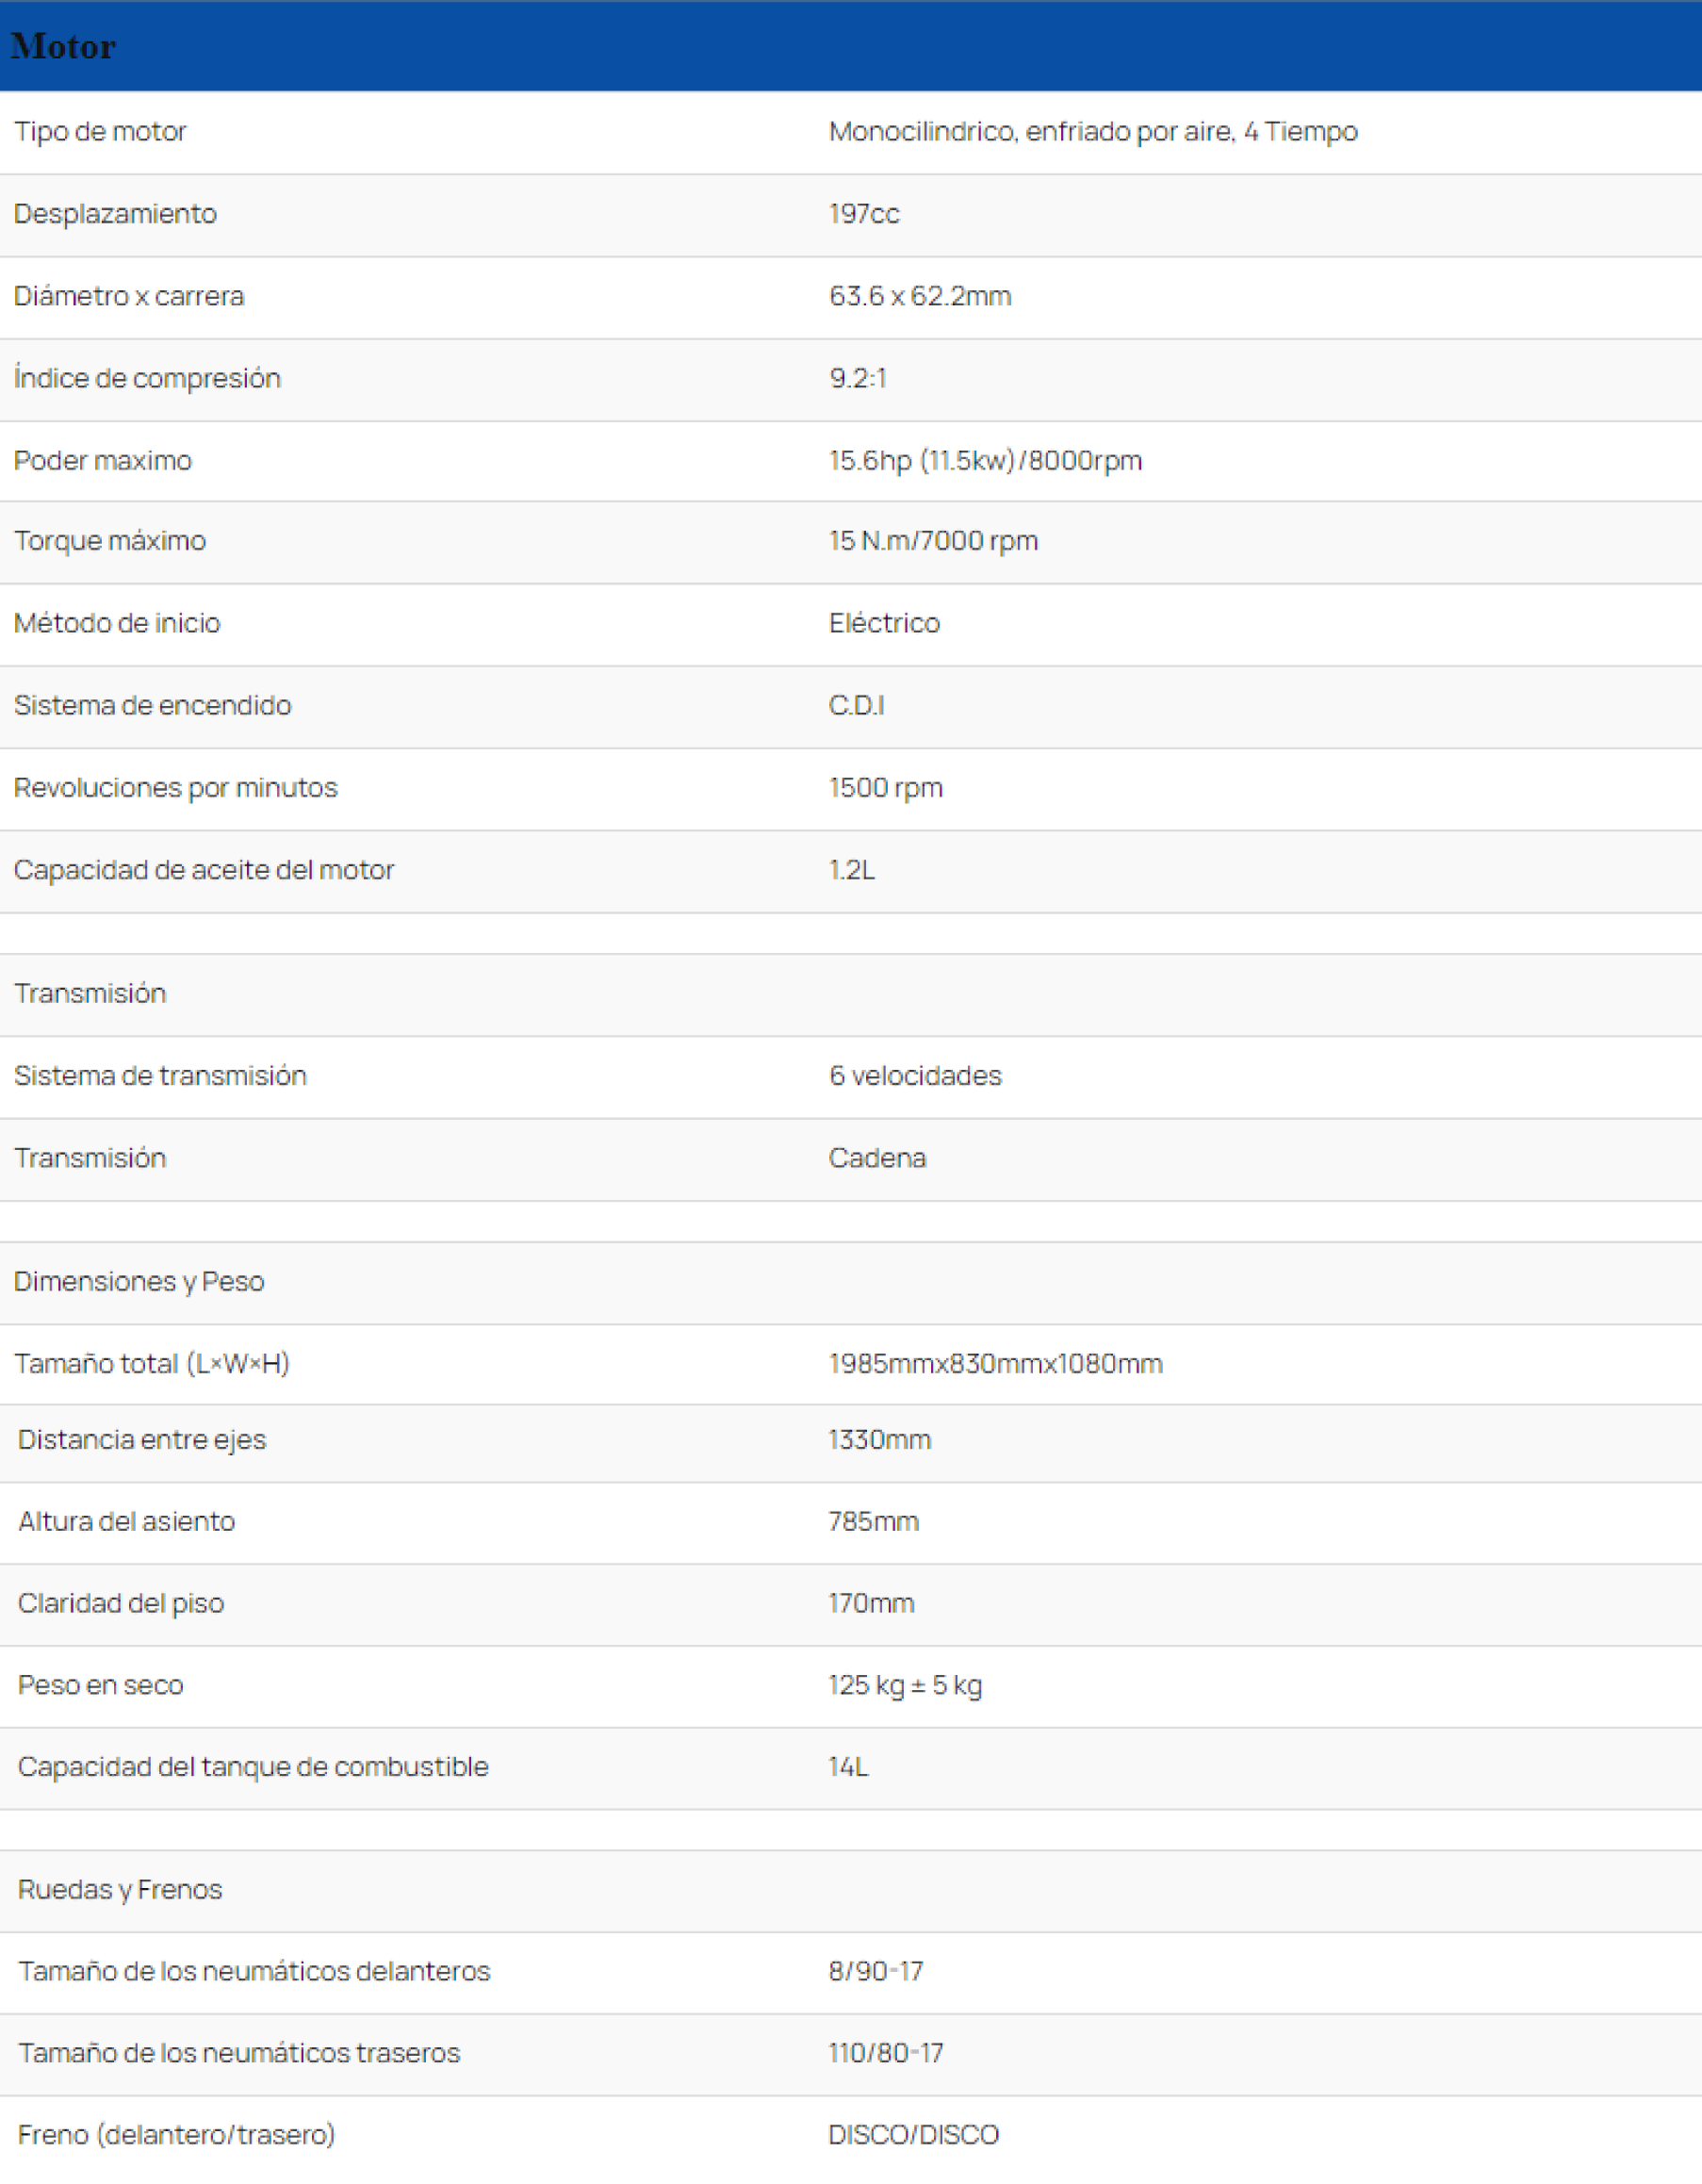 Motor
Tipo de motor Monocilindrico, enfriado por aire, 4 Tiempo
Desplazamiento 197cc
Diámetro x carrera 63.6 x 62.2mm
Índice de compresión 9.2:1
Poder maximo 15.6hp (11.5kw)/8000rpm
Torque máximo 15 N.m/7000 rpm
Método de inicio Eléctrico
Sistema de encendido C.D.I
Revoluciones por minutos 1500 rpm
Capacidad de aceite del motor 1.2L
Transmisión
Sistema de transmisión 6 velocidades
Transmisión Cadena
Dimensiones y Peso
Tamaño total (L×W×H) 1985mmx830mmx1080mm
Distancia entre ejes 1330mm
Altura del asiento 785mm
Claridad del piso 170mm
Peso en seco 125 kg ± 5 kg
Capacidad del tanque de combustible 14L
Ruedas y Frenos
Tamaño de los neumáticos delanteros 8/90-17
Tamaño de los neumáticos traseros 110/80-17
Freno (delantero/trasero) DISCO/DISCO